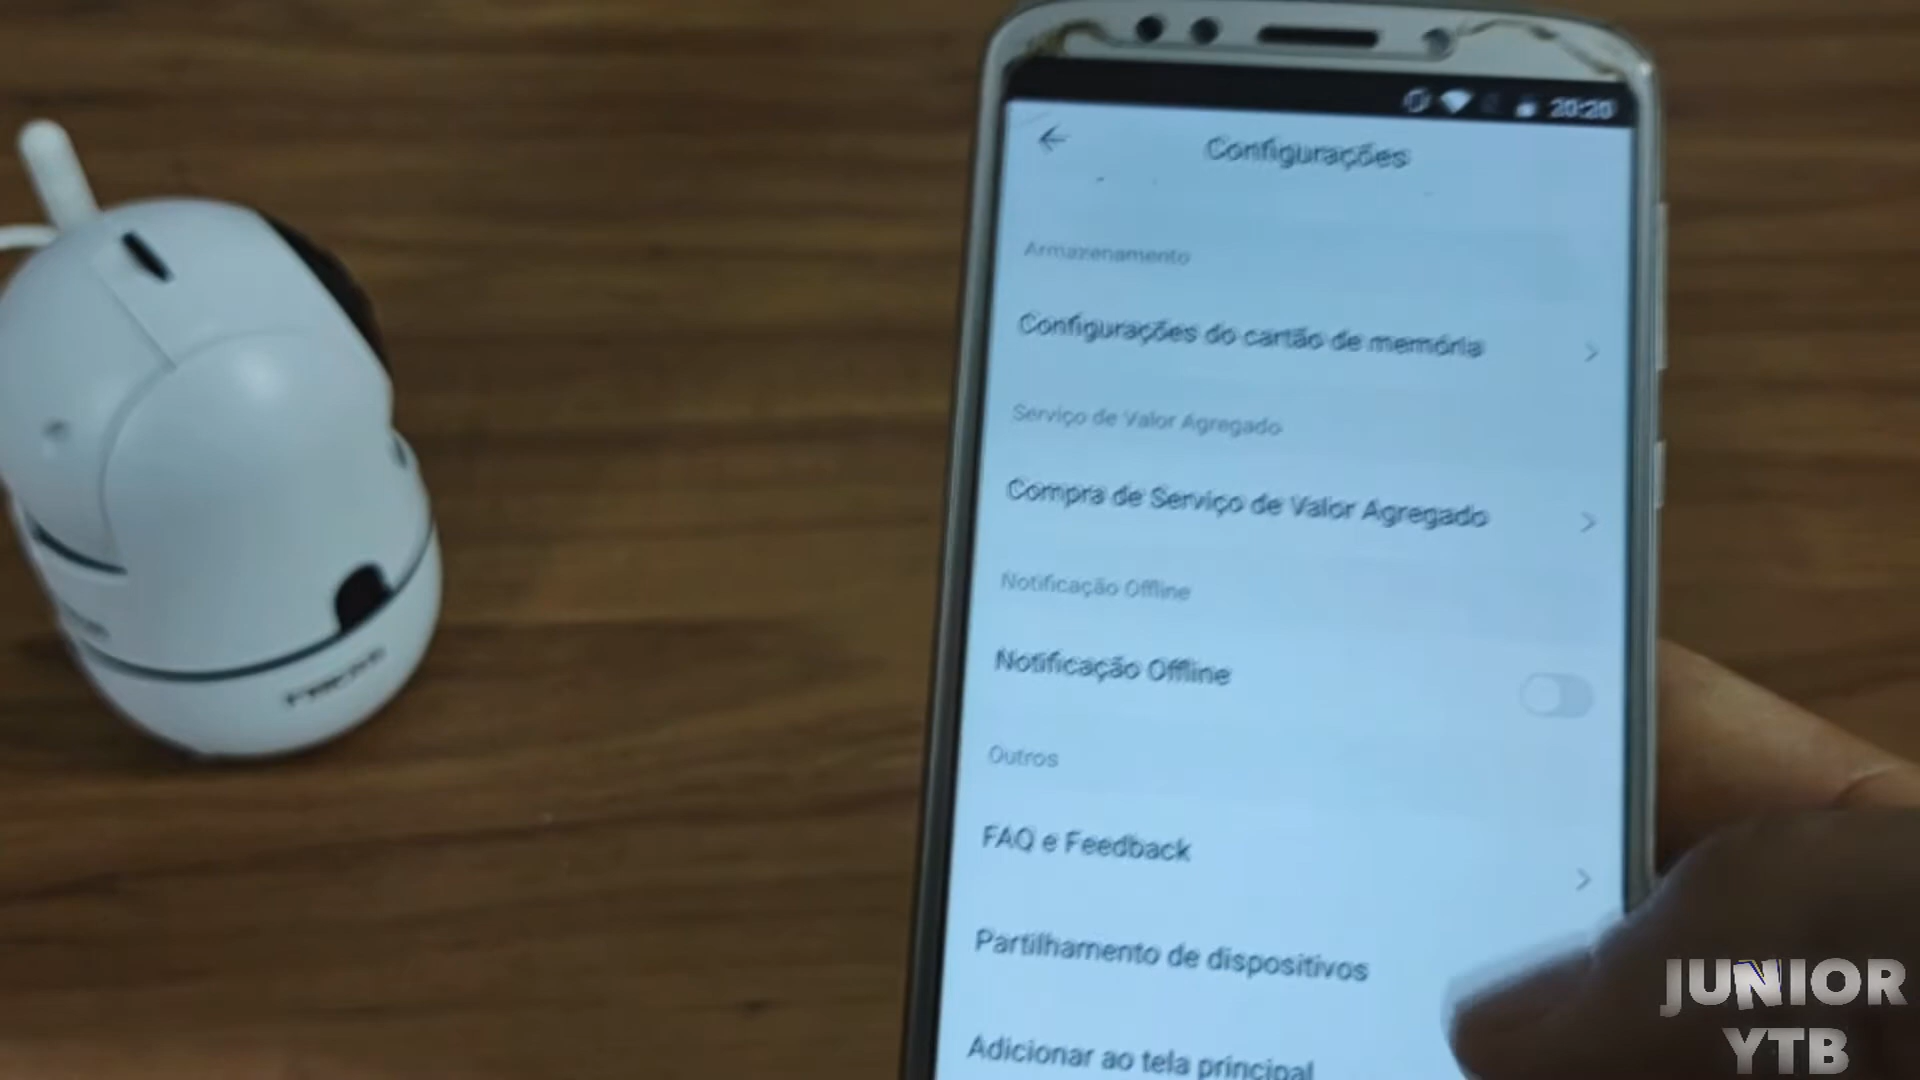 20:20
Configurações
Armazenamento
Configurações do cartão de memória
Serviço de Valor Agregado
Compra de Serviço de Valor Agregado
Notificação Offline
Notificação Offline
Outros
FAQ e Feedback
Partilhamento de dispositivos
Adicionar ao tela principal
JUNIOR
YTB